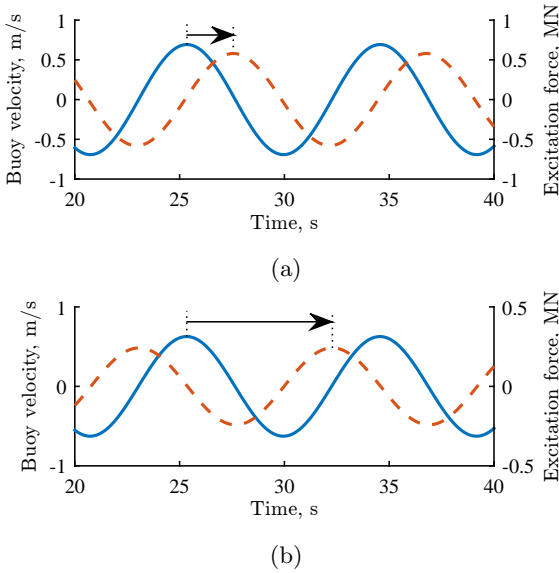 1
0.5
0
-0.5
-1
Buoy velocity, m/s
1
0.5
0
-0.5
-1
Excitation force, MN
20 25 30 35 40
Time, s
(a)
1
0
-1
Buoy velocity, m/s
0.5
0
-0.5
Excitation force, MN
20 25 30 35 40
Time, s
(b)